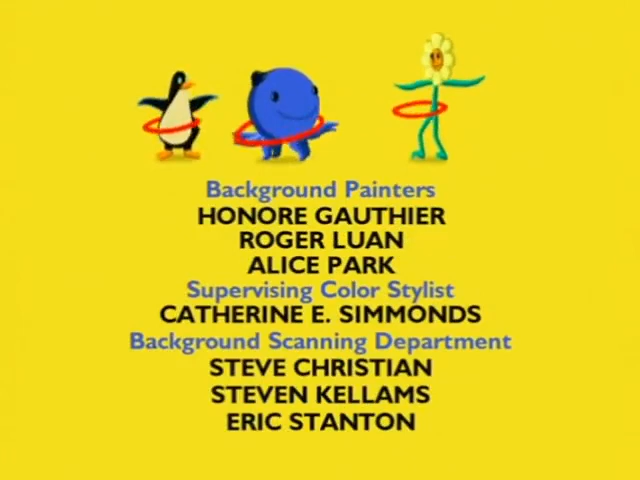 Background Painters
HONORE GAUTHIER
ROGER LUAN
ALICE PARK
Supervising Color Stylist
CATHERINE E. SIMMONDS
Background Scanning Department
STEVE CHRISTIAN
STEVEN KELLAMS
ERIC STANTON